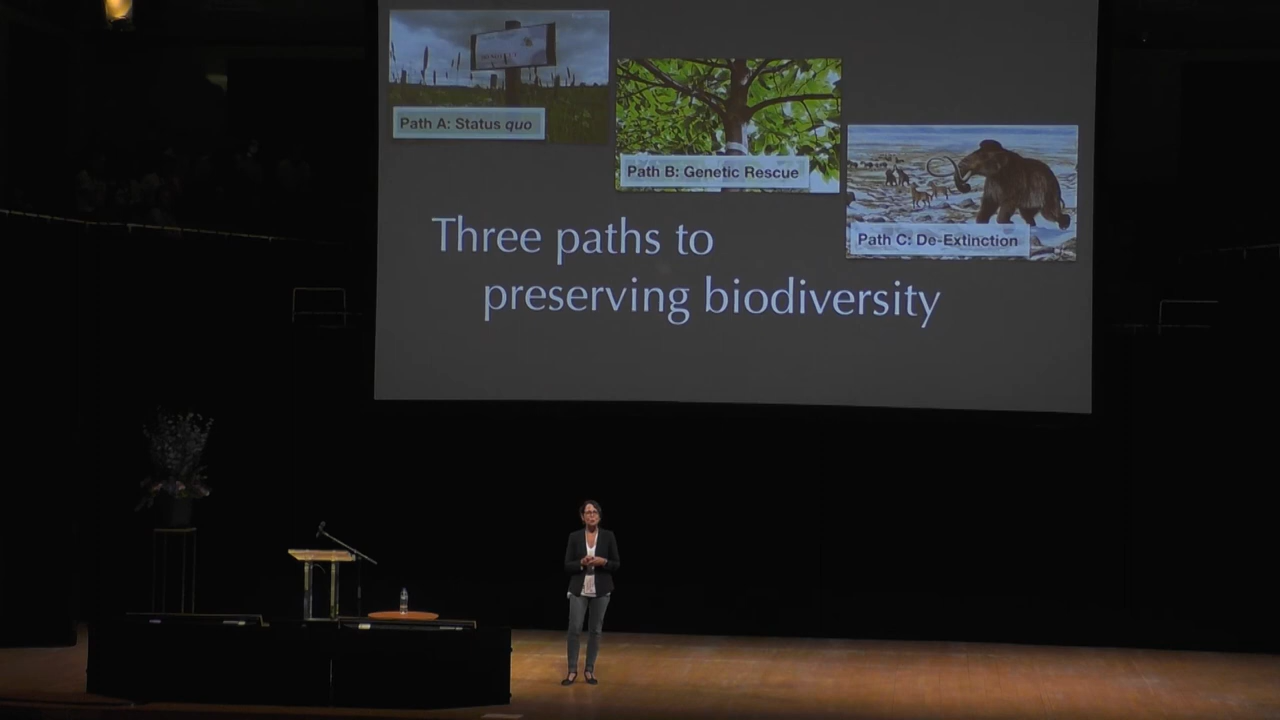 Path A: Status quo
Path B: Genetic Rescue
Path C: De-Extinction
Three paths to
preserving biodiversity